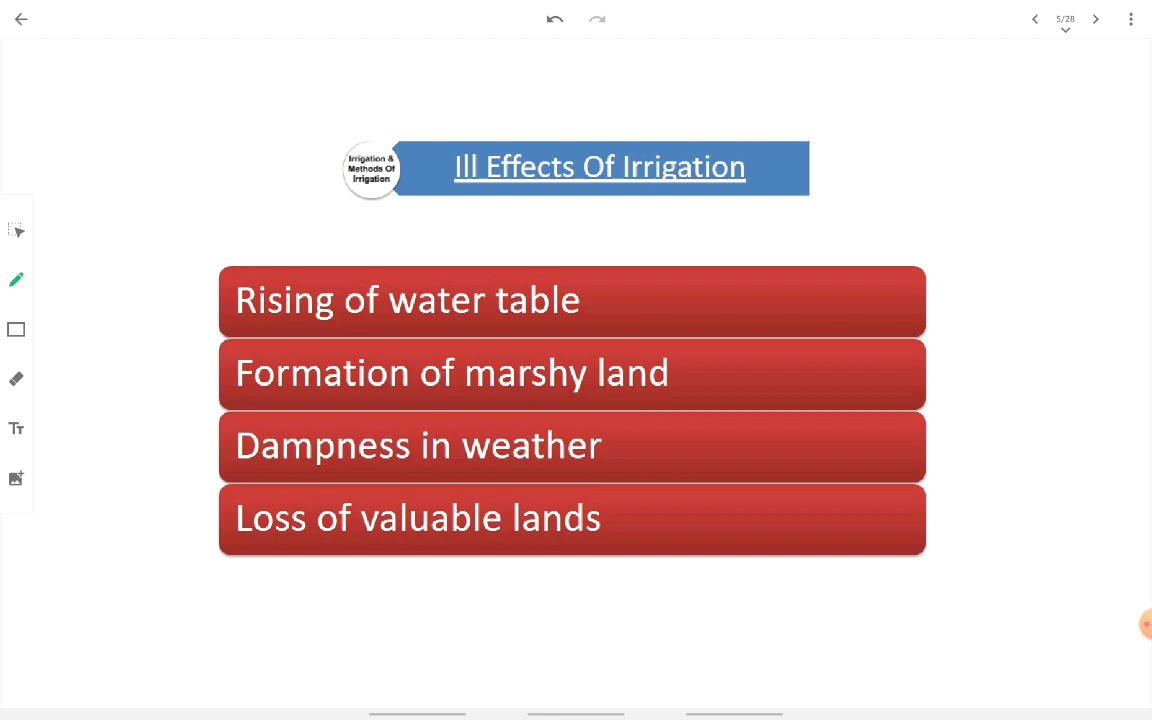 5/28
Irrigation &
Methods Of
Irrigation
Ill Effects Of Irrigation
Rising of water table
Formation of marshy land
Dampness in weather
Loss of valuable lands
Tт